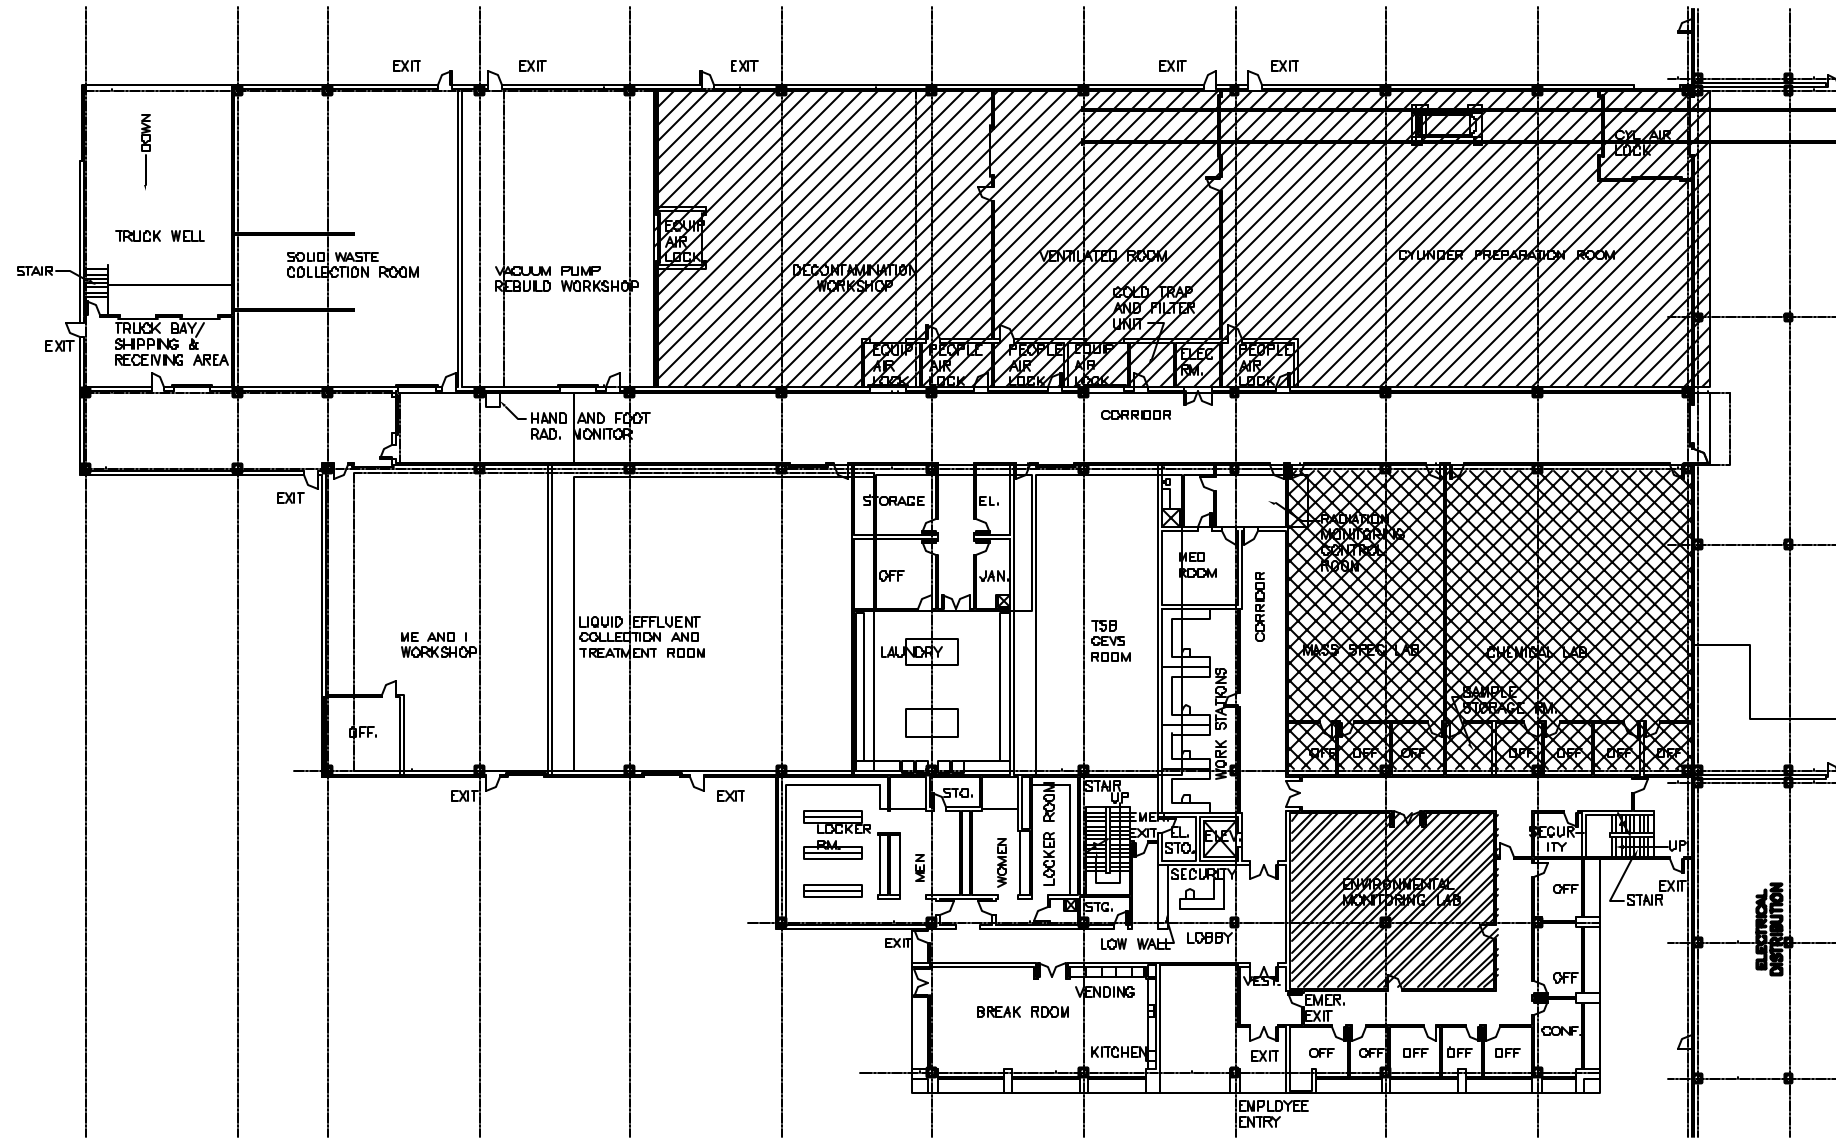 EXIT
EXIT
EXIT
EXIT
EXIT
DOWN
CYL AIR
LOCK
TRUCK WELL
EQUIP
AIR
LOCK
SOLID WASTE
COLLECTION ROOM
STAIR
VACUUM PUMP
REBUILD WORKSHOP
DECONTAMINATION
WORKSHOP
VENTILATED ROOM
CYLINDER PREPARATION ROOM
COLD TRAP
AND FILTER
UNIT
TRUCK BAY/
SHIPPING &
RECEIVING AREA
EXIT
EQUIP
AIR
LOCK
PEOPLE
AIR
LOCK
PEOPLE
AIR
LOCK
EQUIP
AIR
LOCK
ELEC
RM.
PEOPLE
AIR
LOCK
HAND AND FOOT
RAD. MONITOR
CORRIDOR
EXIT
STORAGE
EL.
RADIATION
MONITORING
CONTROL
ROOM
OFF
JAN.
MED
ROOM
CORRIDOR
ME AND I
WORKSHOP
LIQUID EFFLUENT
COLLECTION AND
TREATMENT ROOM
LAUNDRY
TSB
GEVS
ROOM
MASS SPEC LAB
CHEMICAL LAB
WORK STATIONS
SAMPLE
STORAGE RM.
OFF.
OFF
OFF
OFF
OFF
OFF
OFF
OFF
EXIT
EXIT
STO.
LOCKER ROOM
STAIR
UP
LOCKER
RM.
MEN
WOMEN
EMER.
EXIT
EL.
STO.
ELEV.
SECUR-
ITY
UP
SECURITY
ENVIRONMENTAL
MONITORING LAB
OFF
EXIT
STAIR
STG.
EXIT
LOW WALL
LOBBY
ELECTRICAL
DISTRIBUTION
VENDING
VEST.
OFF
BREAK ROOM
EMER.
EXIT
CONF.
KITCHEN
EXIT
OFF
OFF
OFF
OFF
OFF
EMPLOYEE
ENTRY